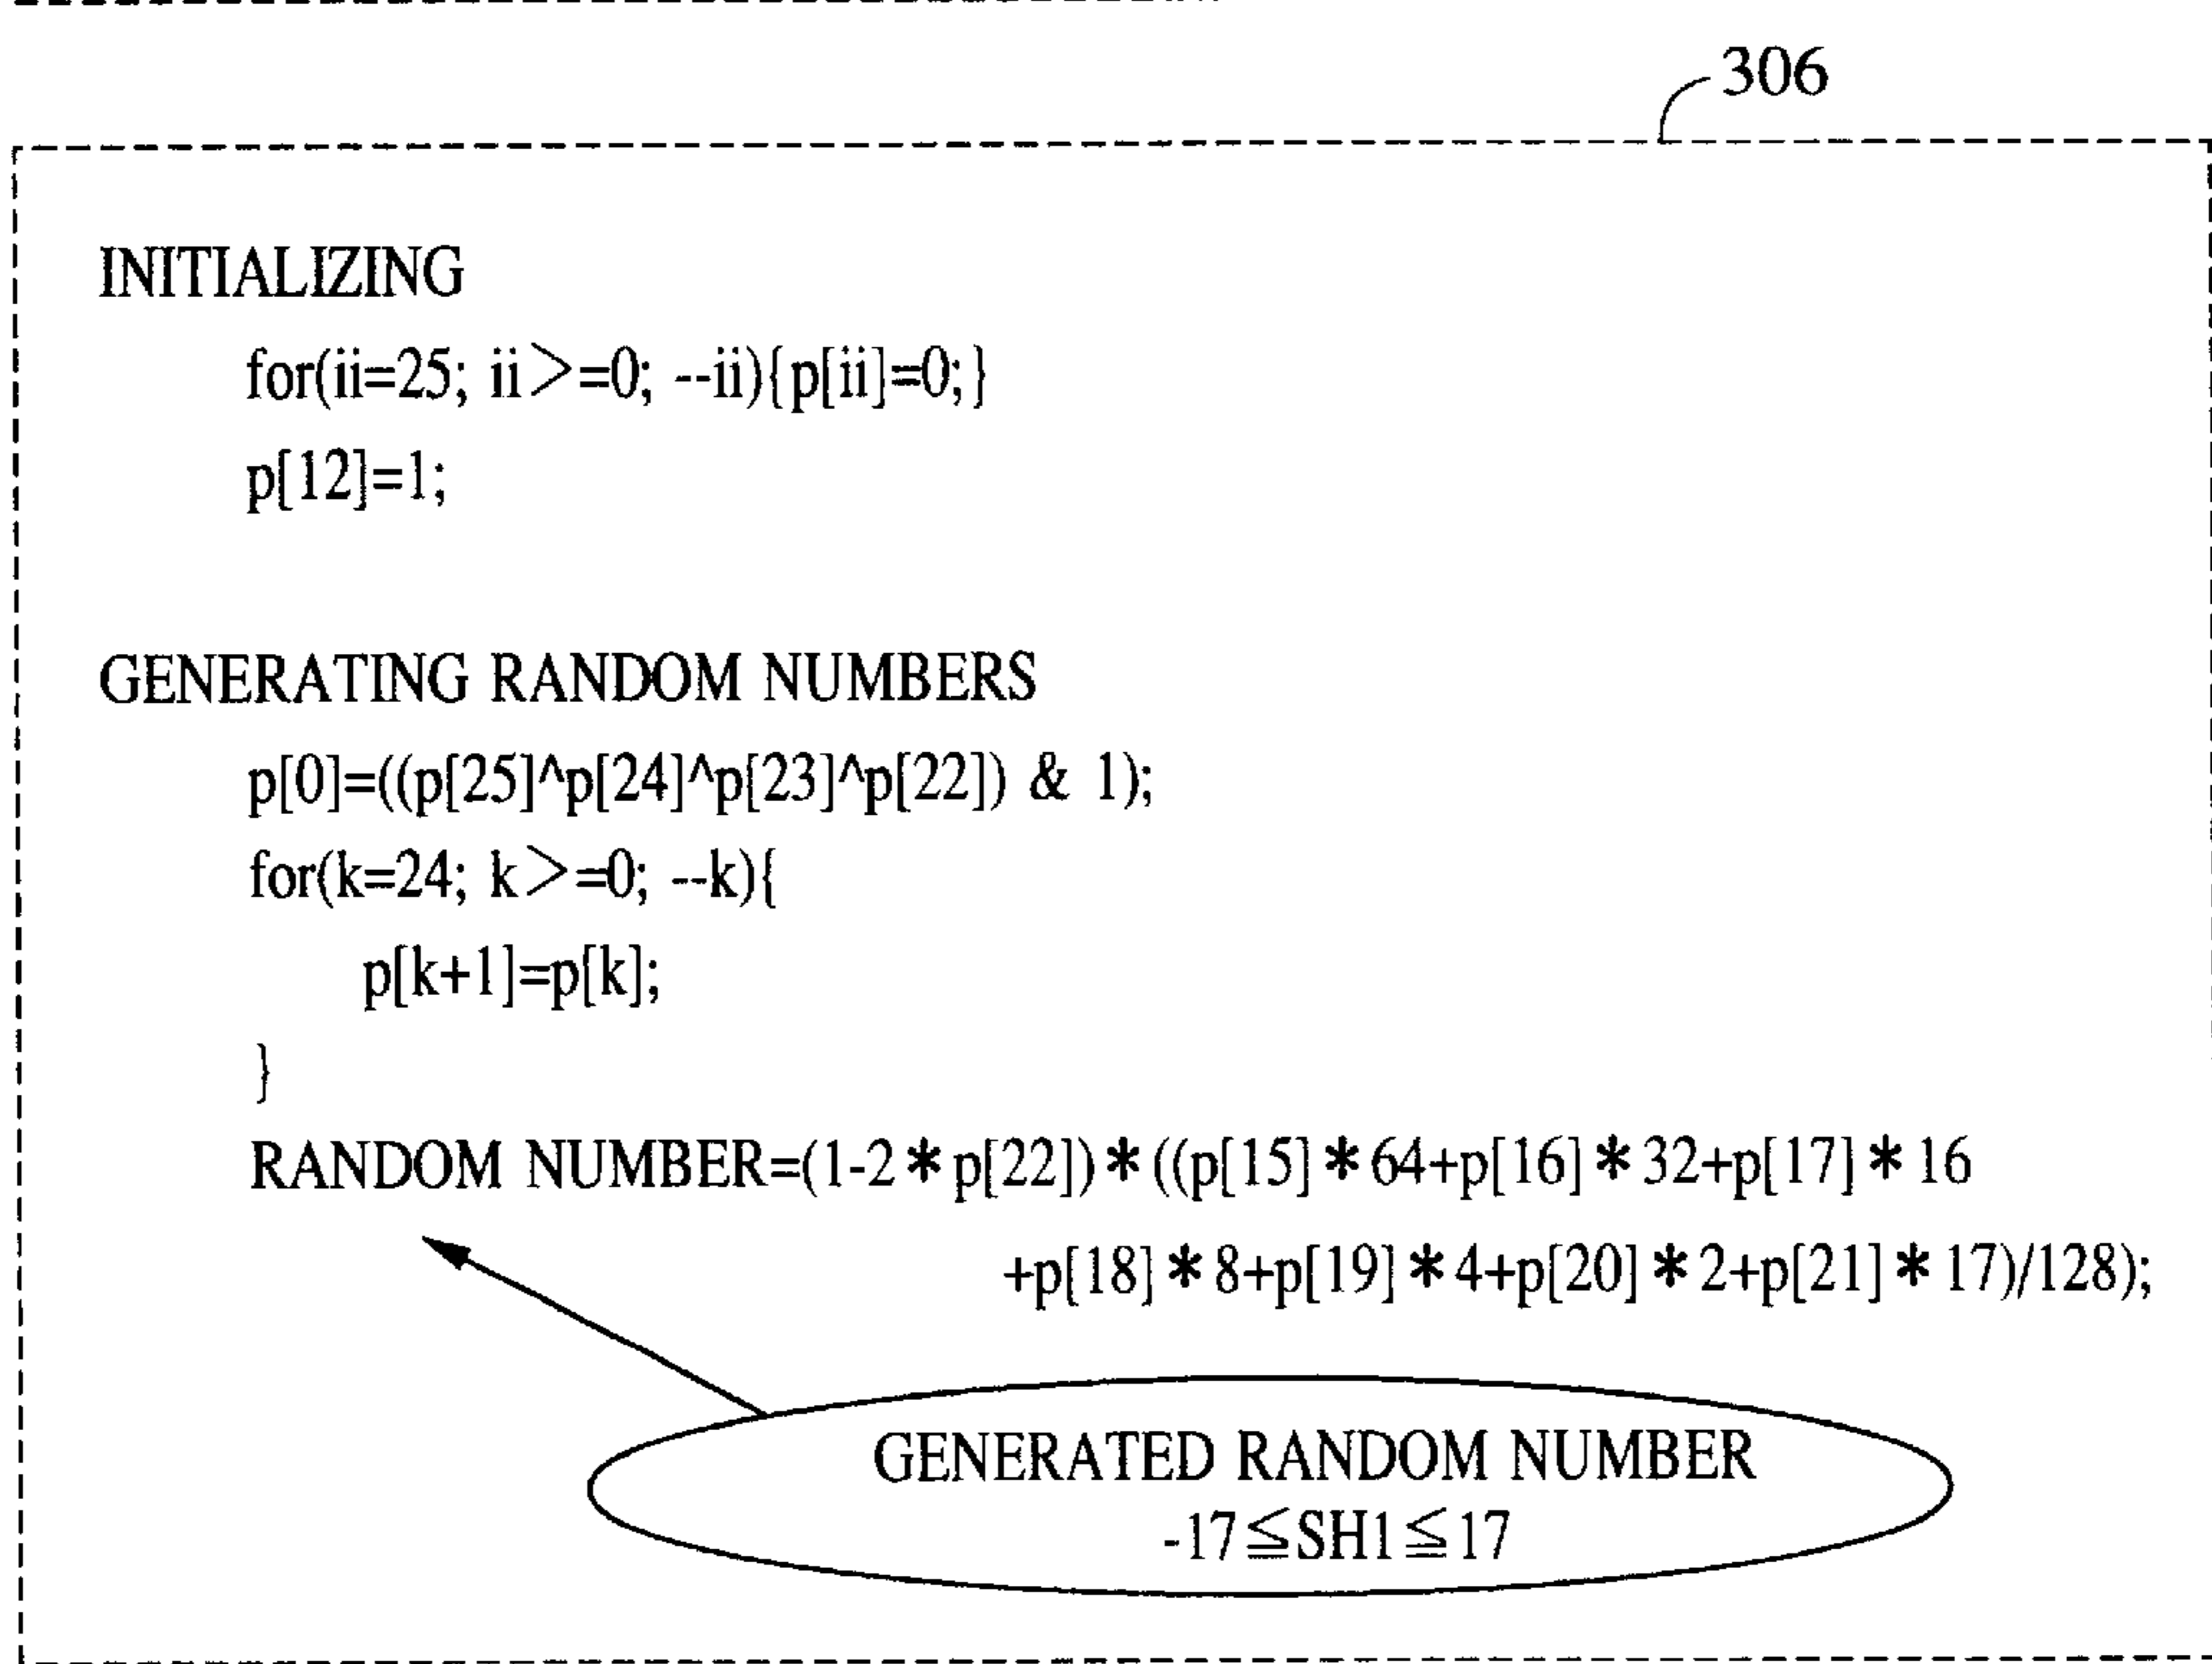 306
INITIALIZING
for(ii=25; ii>=0; --ii){p[ii]=0;}
p[12]=1;
GENERATING RANDOM NUMBERS
p[0]=((p[25]^p[24]^p[23]^p[22]) & 1);
for(k=24; k>=0; --k){
p[k+1]=p[k];
}
RANDOM NUMBER=(1-2*p[22])*((p[15]*64+p[16]*32+p[17]*16
+p[18]*8+p[19]*4+p[20]*2+p[21]*17)/128);
GENERATED RANDOM NUMBER
-17≦SH1≦17